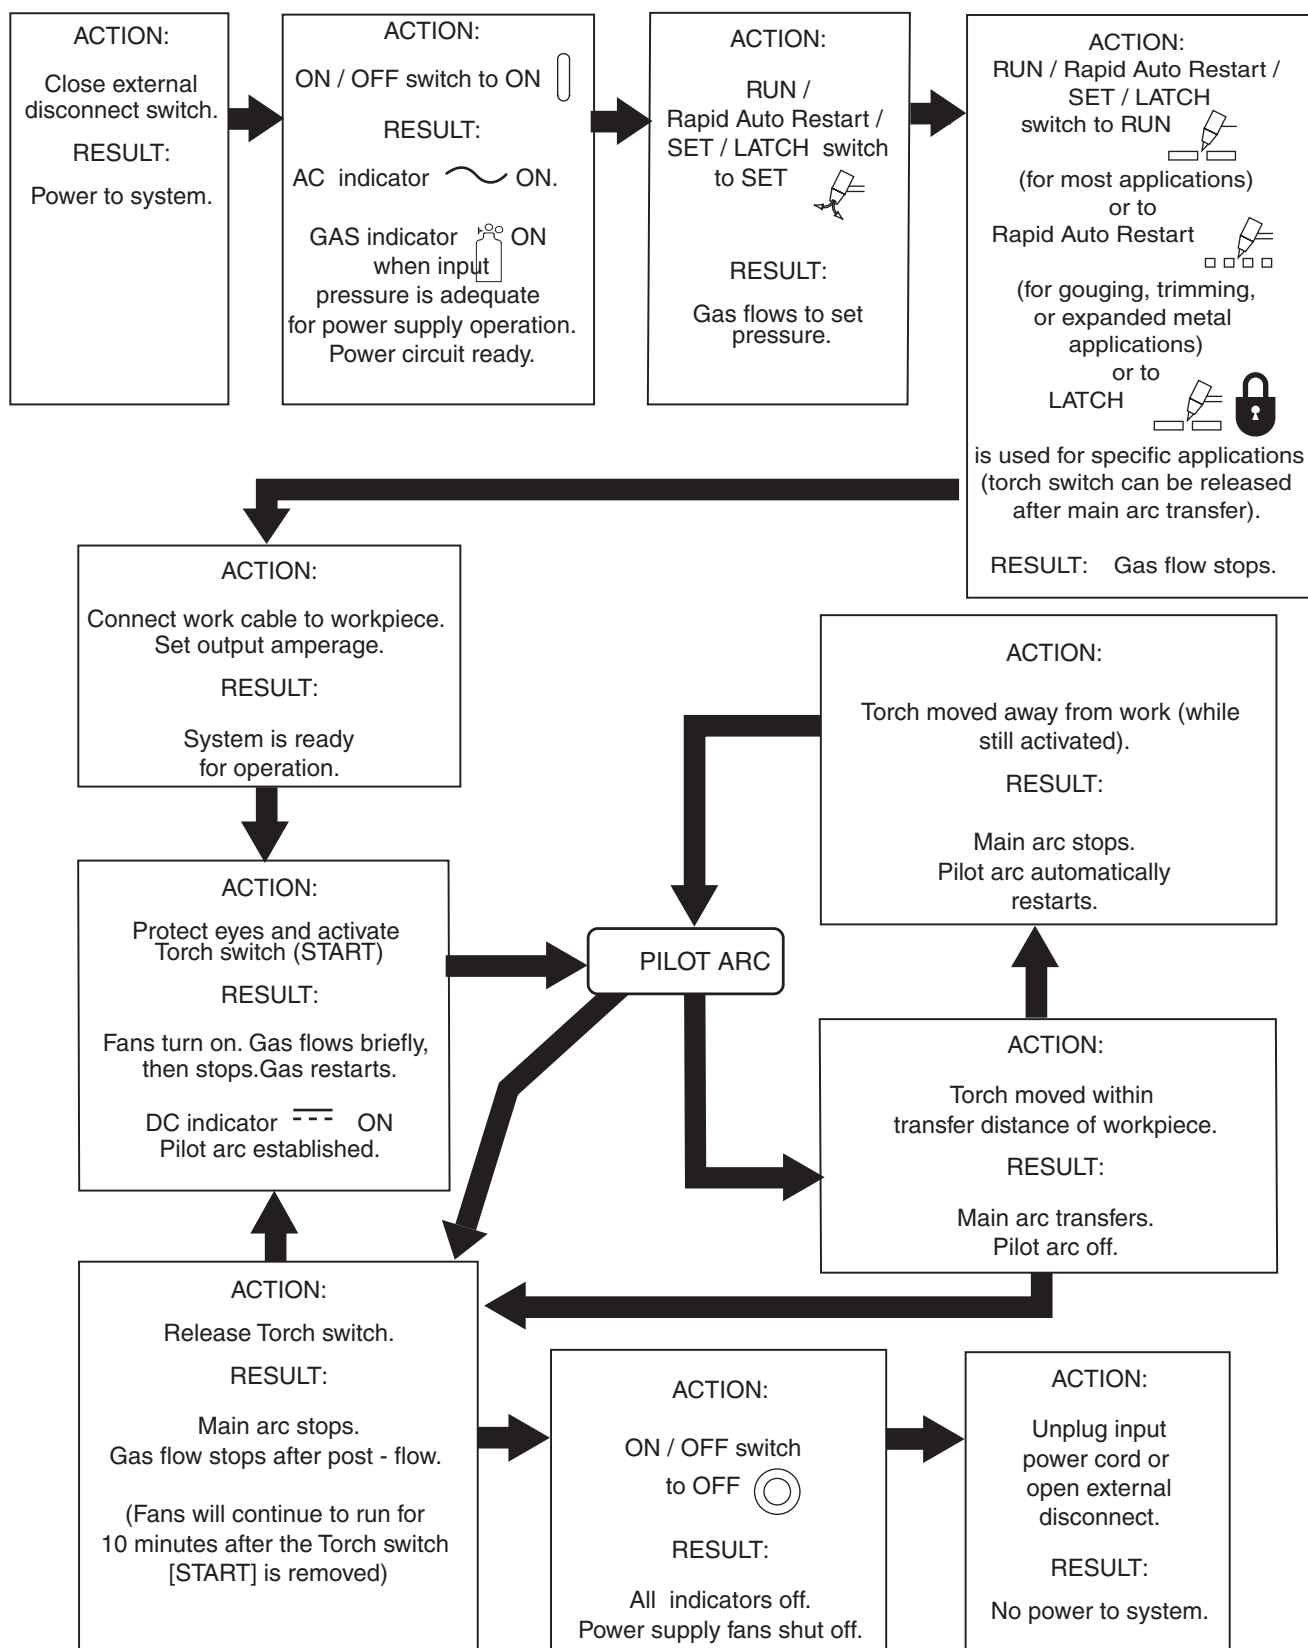 ACTION:
Close external
disconnect switch.
RESULT:
Power to system.
ACTION:
ON / OFF switch to ON
RESULT:
AC indicator ON.
GAS indicator ON
when input
pressure is adequate
for power supply operation.
Power circuit ready.
ACTION:
RUN /
Rapid Auto Restart /
SET / LATCH switch
to SET
RESULT:
Gas flows to set
pressure.
ACTION:
RUN / Rapid Auto Restart /
SET / LATCH
switch to RUN
(for most applications)
or to
Rapid Auto Restart
(for gouging, trimming,
or expanded metal
applications)
or to
LATCH
is used for specific applications
(torch switch can be released
after main arc transfer).
RESULT: Gas flow stops.
ACTION:
Connect work cable to workpiece.
Set output amperage.
RESULT:
System is ready
for operation.
ACTION:
Protect eyes and activate
Torch switch (START)
RESULT:
Fans turn on. Gas flows briefly,
then stops.Gas restarts.
DC indicator ON
Pilot arc established.
PILOT ARC
ACTION:
Torch moved away from work (while
still activated).
RESULT:
Main arc stops.
Pilot arc automatically
restarts.
ACTION:
Torch moved within
transfer distance of workpiece.
RESULT:
Main arc transfers.
Pilot arc off.
ACTION:
Release Torch switch.
RESULT:
Main arc stops.
Gas flow stops after post - flow.
(Fans will continue to run for
10 minutes after the Torch switch
[START] is removed)
ACTION:
ON / OFF switch
to OFF
RESULT:
All indicators off.
Power supply fans shut off.
ACTION:
Unplug input
power cord or
open external
disconnect.
RESULT:
No power to system.